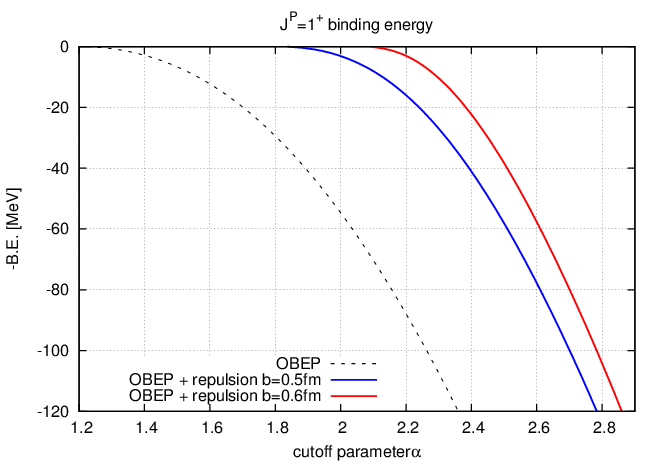 J^P=1^+ binding energy
0
-20
-40
-60
-80
-100
-120
-B.E. [MeV]
OBEP
OBEP + repulsion b=0.5fm
OBEP + repulsion b=0.6fm
1.2 1.4 1.6 1.8 2 2.2 2.4 2.6 2.8
cutoff parameterα